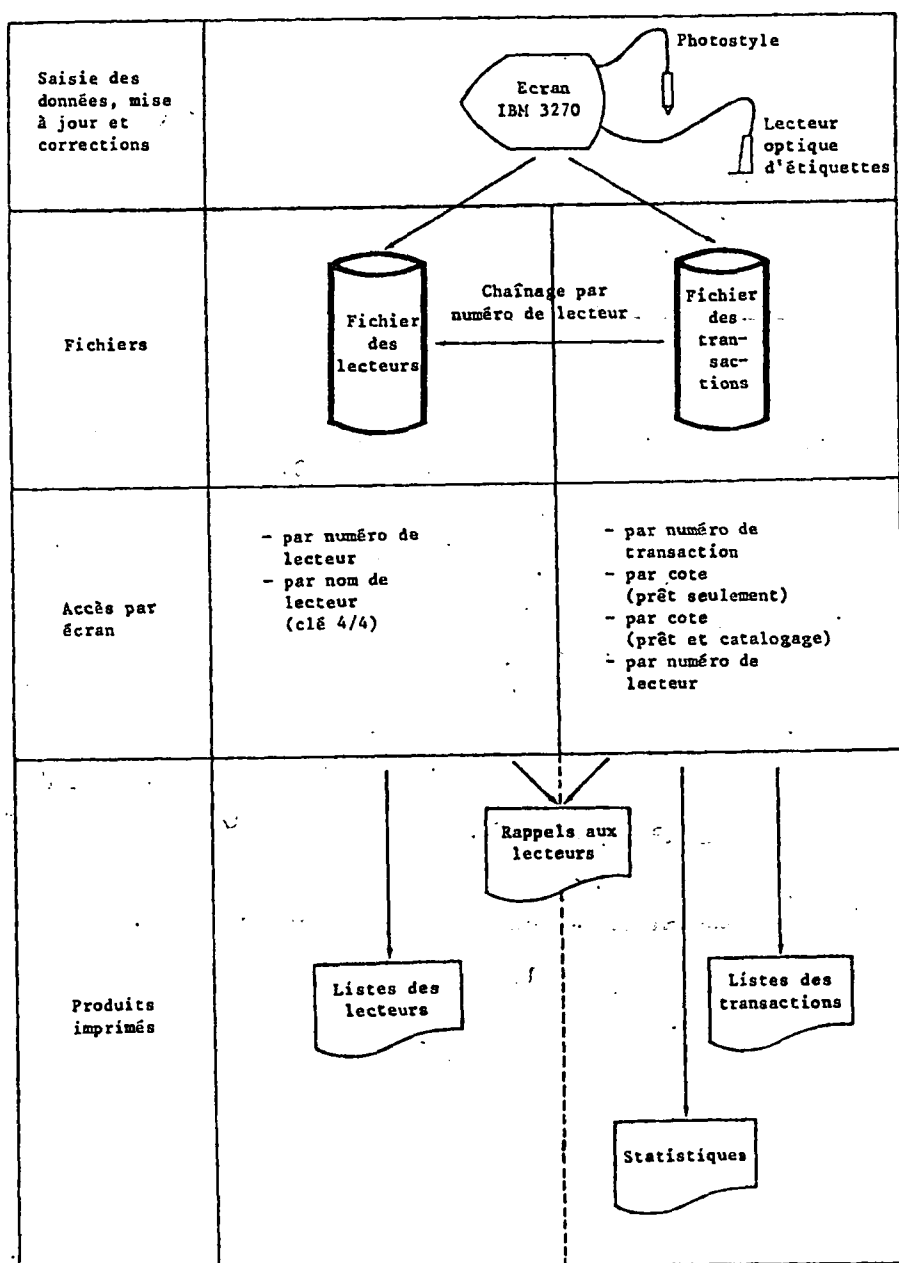 Saisie des
données, mise
à jour et
corrections
Ecran
IBM 3270
Photostyle
Lecteur
optique
d'étiquettes
Fichiers
Fichier
des
lecteurs
Chaînage par
numéro de lecteur
Fichier
des
tran-
sac-
tions
Accès par
écran
- par numéro de
lecteur
- par nom de
lecteur
(clé 4/4)
- par numéro de
transaction
- par cote
(prêt seulement)
- par cote
(prêt et catalogage)
- par numéro de
lecteur
Produits
imprimés
Rappels aux
lecteurs
Listes des
lecteurs
Listes des
transactions
Statistiques